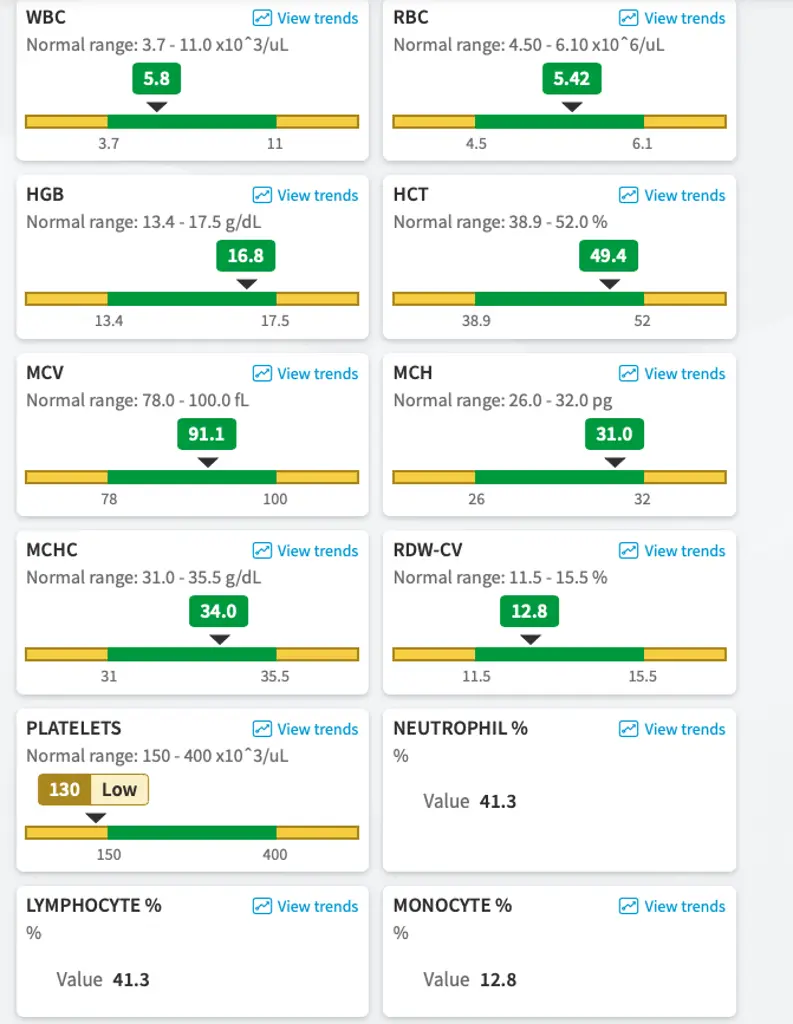 WBC View trends
Normal range: 3.7 - 11.0 x10^3/uL
5.8
3.7 11
RBC View trends
Normal range: 4.50 - 6.10 x10^6/uL
5.42
4.5 6.1
HGB View trends
Normal range: 13.4 - 17.5 g/dL
16.8
13.4 17.5
HCT View trends
Normal range: 38.9 - 52.0 %
49.4
38.9 52
MCV View trends
Normal range: 78.0 - 100.0 fL
91.1
78 100
MCH View trends
Normal range: 26.0 - 32.0 pg
31.0
26 32
MCHC View trends
Normal range: 31.0 - 35.5 g/dL
34.0
31 35.5
RDW-CV View trends
Normal range: 11.5 - 15.5 %
12.8
11.5 15.5
PLATELETS View trends
Normal range: 150 - 400 x10^3/uL
130 Low
150 400
NEUTROPHIL % View trends
%
Value 41.3
LYMPHOCYTE % View trends
%
Value 41.3
MONOCYTE % View trends
%
Value 12.8